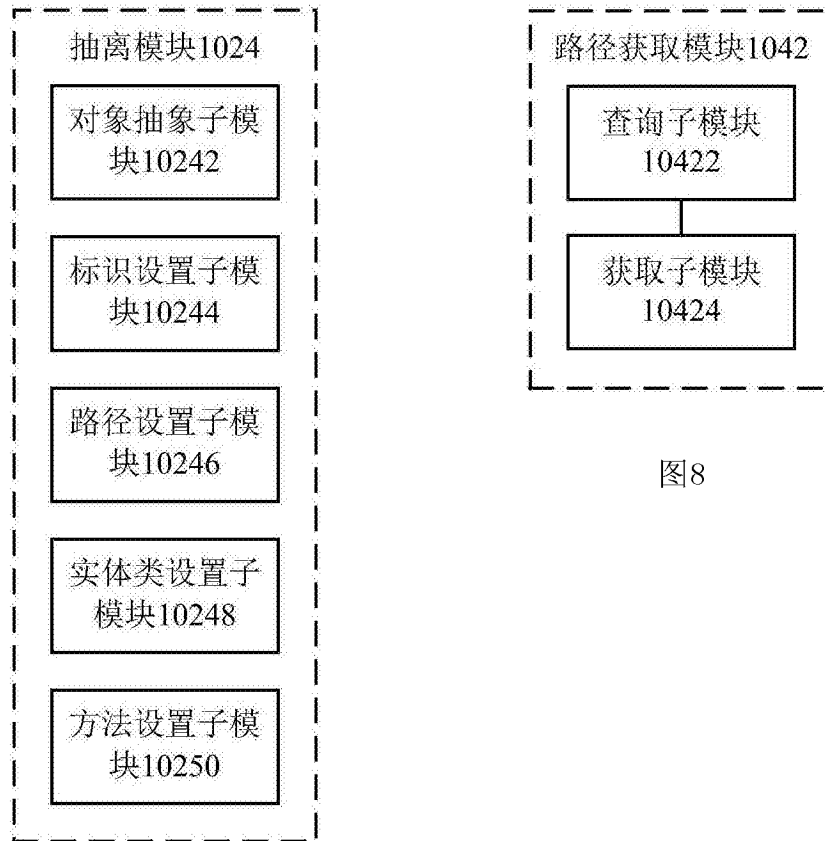 抽离模块1024
对象抽象子模
块10242
标识设置子模
块10244
路径设置子模
块10246
实体类设置子
模块10248
方法设置子模
块10250
路径获取模块1042
查询子模块
10422
获取子模块
10424
图8